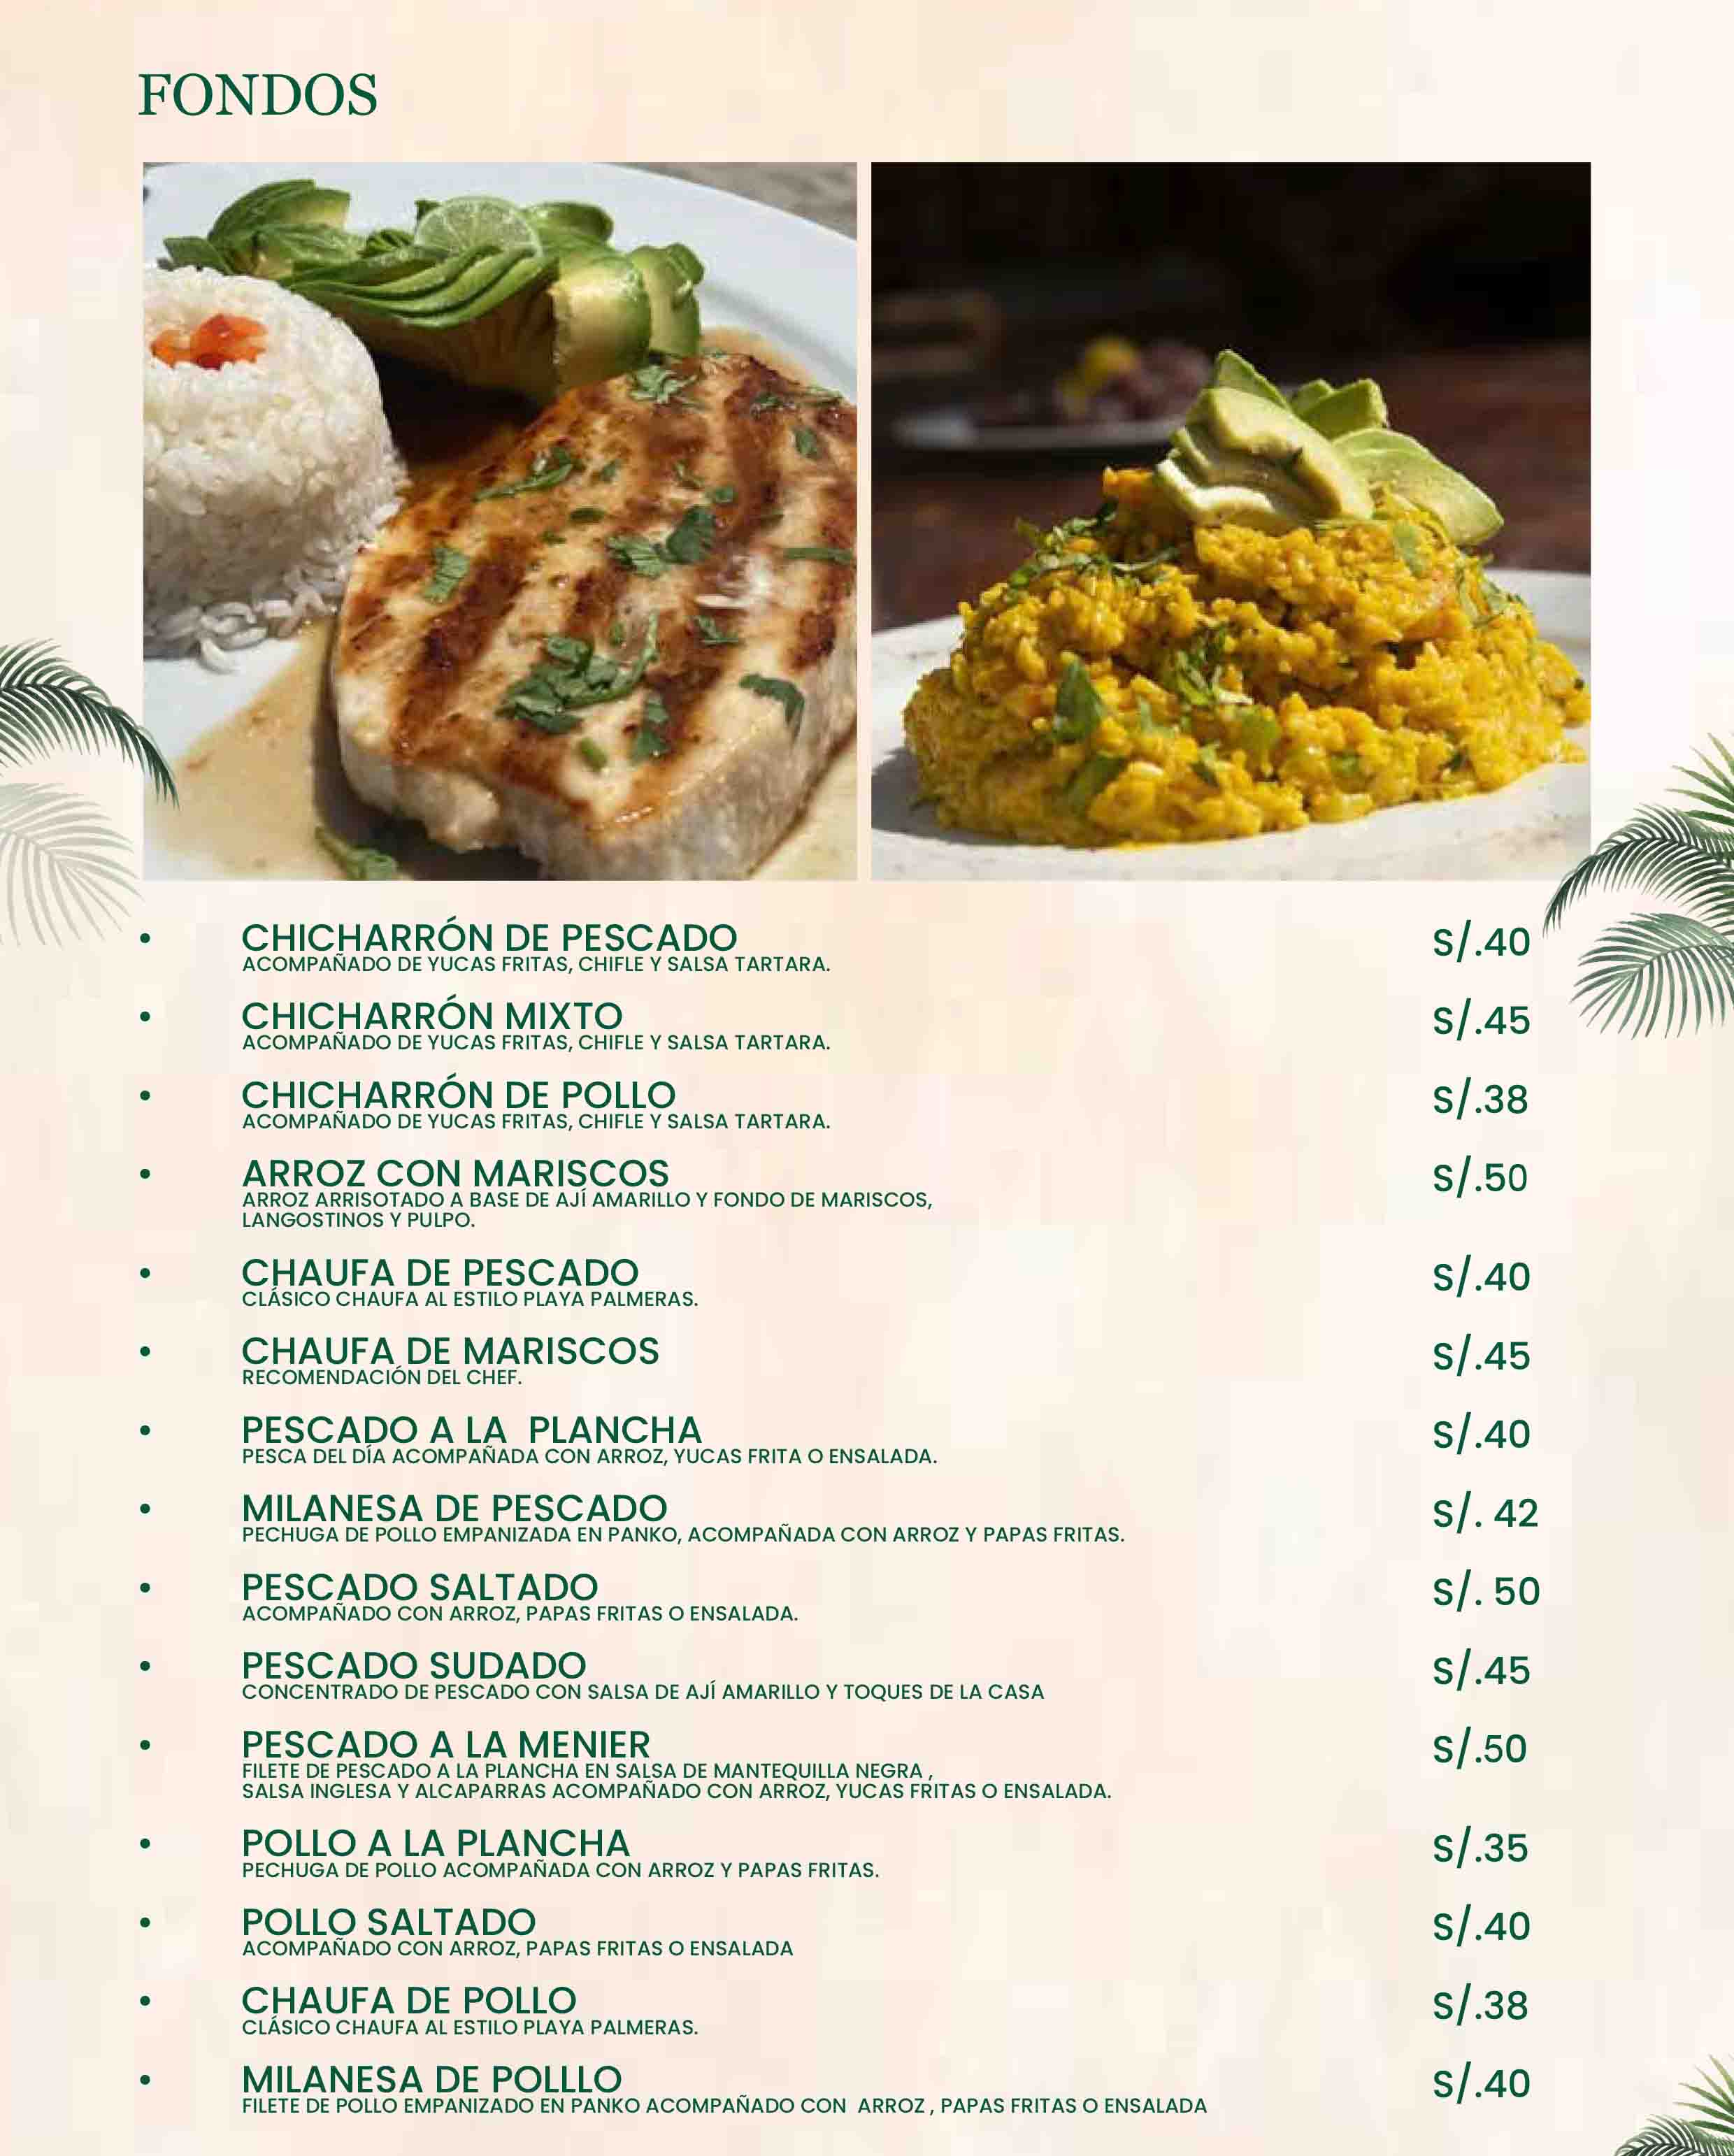 FONDOS
• CHICHARRÓN DE PESCADO S/.40
ACOMPAÑADO DE YUCAS FRITAS, CHIFLE Y SALSA TARTARA.
• CHICHARRÓN MIXTO S/.45
ACOMPAÑADO DE YUCAS FRITAS, CHIFLE Y SALSA TARTARA.
• CHICHARRÓN DE POLLO S/.38
ACOMPAÑADO DE YUCAS FRITAS, CHIFLE Y SALSA TARTARA.
• ARROZ CON MARISCOS S/.50
ARROZ ARRISOTADO A BASE DE AJÍ AMARILLO Y FONDO DE MARISCOS,
LANGOSTINOS Y PULPO.
• CHAUFA DE PESCADO S/.40
CLÁSICO CHAUFA AL ESTILO PLAYA PALMERAS.
• CHAUFA DE MARISCOS S/.45
RECOMENDACIÓN DEL CHEF.
• PESCADO A LA  PLANCHA S/.40
PESCA DEL DÍA ACOMPAÑADA CON ARROZ, YUCAS FRITA O ENSALADA.
• MILANESA DE PESCADO S/. 42
PECHUGA DE POLLO EMPANIZADA EN PANKO, ACOMPAÑADA CON ARROZ Y PAPAS FRITAS.
• PESCADO SALTADO S/. 50
ACOMPAÑADO CON ARROZ, PAPAS FRITAS O ENSALADA.
• PESCADO SUDADO S/.45
CONCENTRADO DE PESCADO CON SALSA DE AJÍ AMARILLO Y TOQUES DE LA CASA
• PESCADO A LA MENIER S/.50
FILETE DE PESCADO A LA PLANCHA EN SALSA DE MANTEQUILLA NEGRA ,
SALSA INGLESA Y ALCAPARRAS ACOMPAÑADO CON ARROZ, YUCAS FRITAS O ENSALADA.
• POLLO A LA PLANCHA S/.35
PECHUGA DE POLLO ACOMPAÑADA CON ARROZ Y PAPAS FRITAS.
• POLLO SALTADO S/.40
ACOMPAÑADO CON ARROZ, PAPAS FRITAS O ENSALADA
• CHAUFA DE POLLO S/.38
CLÁSICO CHAUFA AL ESTILO PLAYA PALMERAS.
• MILANESA DE POLLLO S/.40
FILETE DE POLLO EMPANIZADO EN PANKO ACOMPAÑADO CON  ARROZ , PAPAS FRITAS O ENSALADA